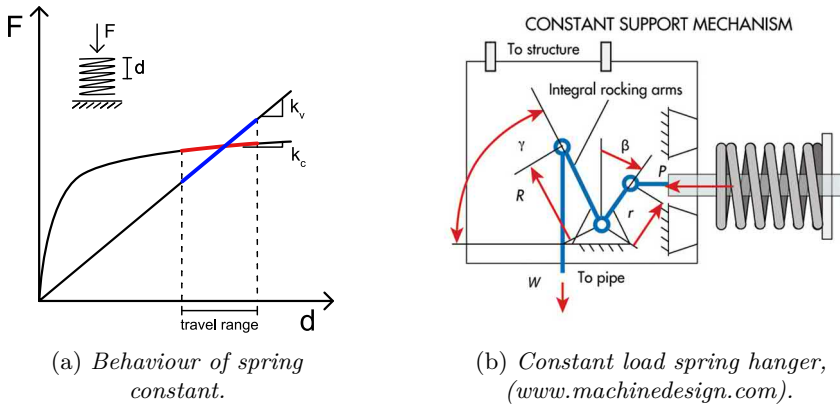 F
F
d
k_v
k_c
travel range
d
(a) Behaviour of spring
constant.
CONSTANT SUPPORT MECHANISM
To structure
Integral rocking arms
γ
β
P
R
r
W
To pipe
(b) Constant load spring hanger,
(www.machinedesign.com).